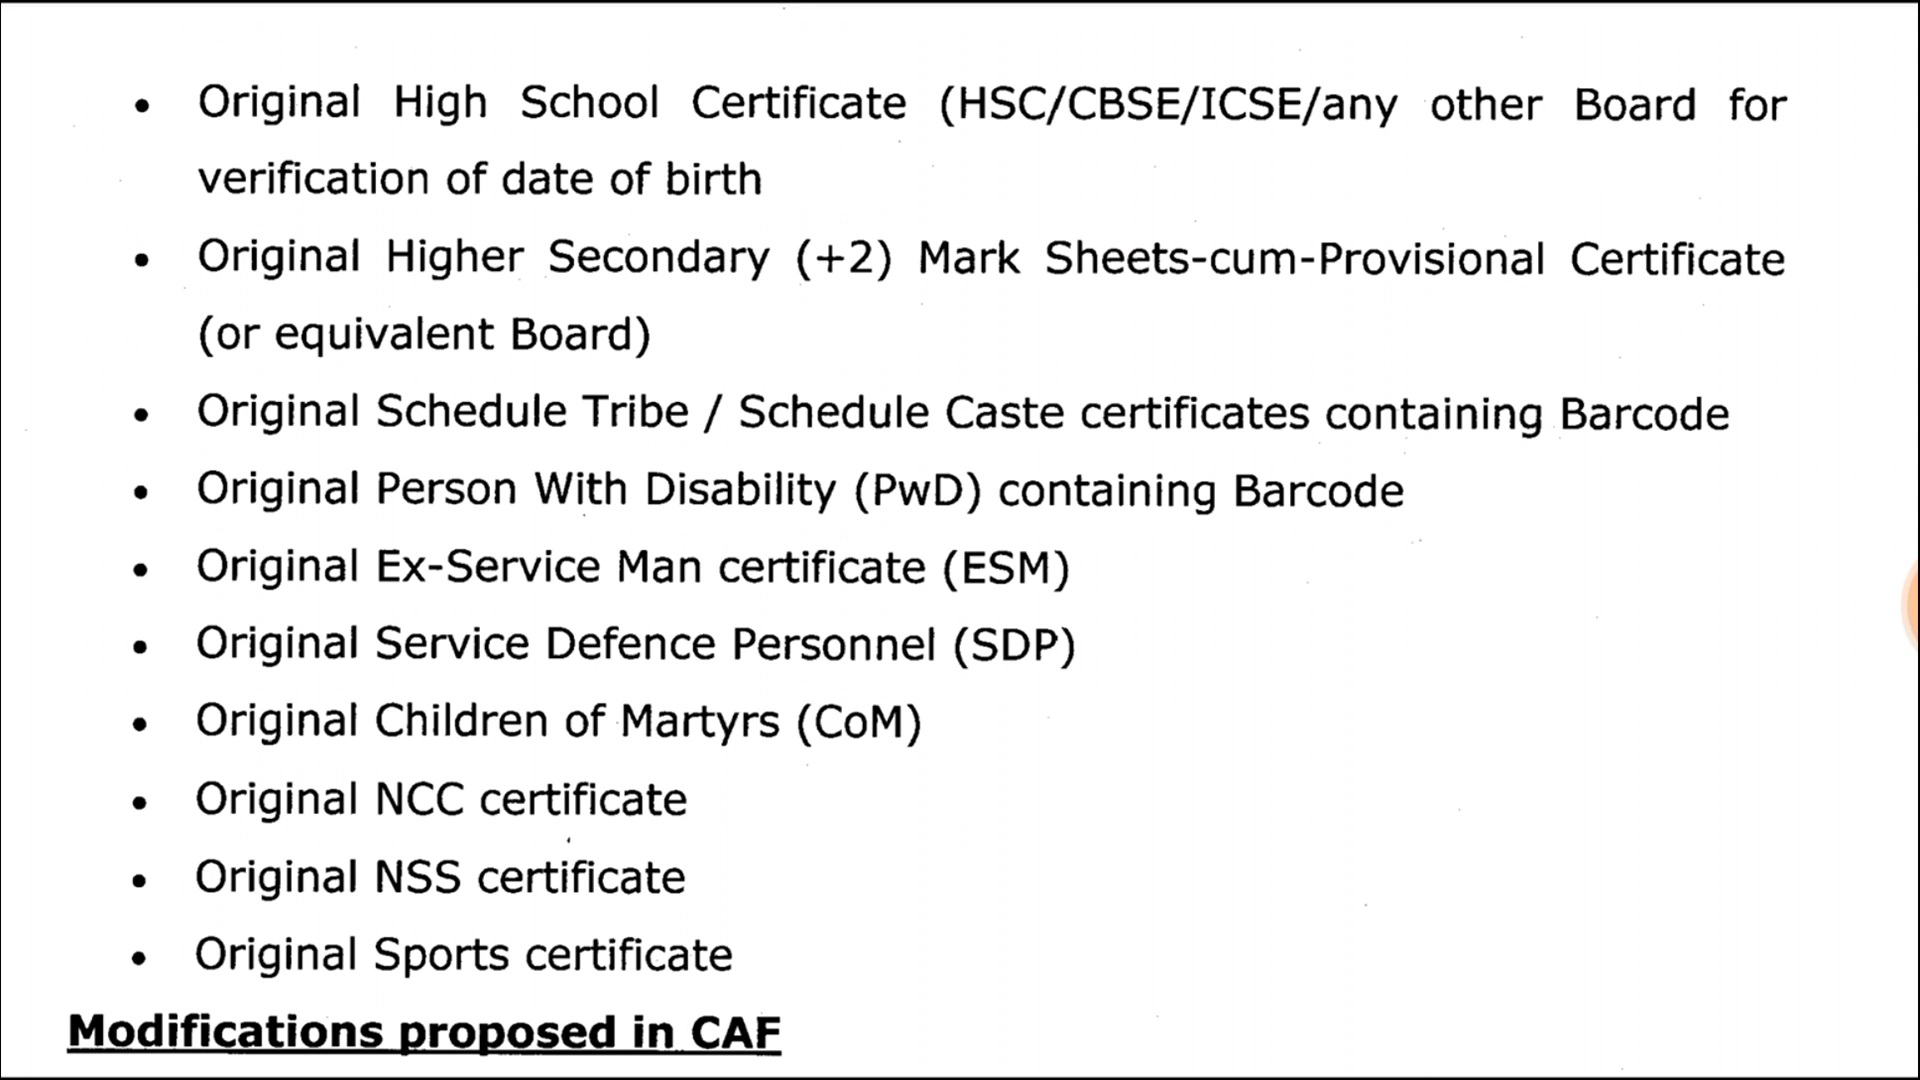 • Original High School Certificate (HSC/CBSE/ICSE/any other Board for
verification of date of birth
• Original Higher Secondary (+2) Mark Sheets-cum-Provisional Certificate
(or equivalent Board)
• Original Schedule Tribe / Schedule Caste certificates containing Barcode
• Original Person With Disability (PwD) containing Barcode
• Original Ex-Service Man certificate (ESM)
• Original Service Defence Personnel (SDP)
• Original Children of Martyrs (CoM)
• Original NCC certificate
• Original NSS certificate
• Original Sports certificate
Modifications proposed in CAF